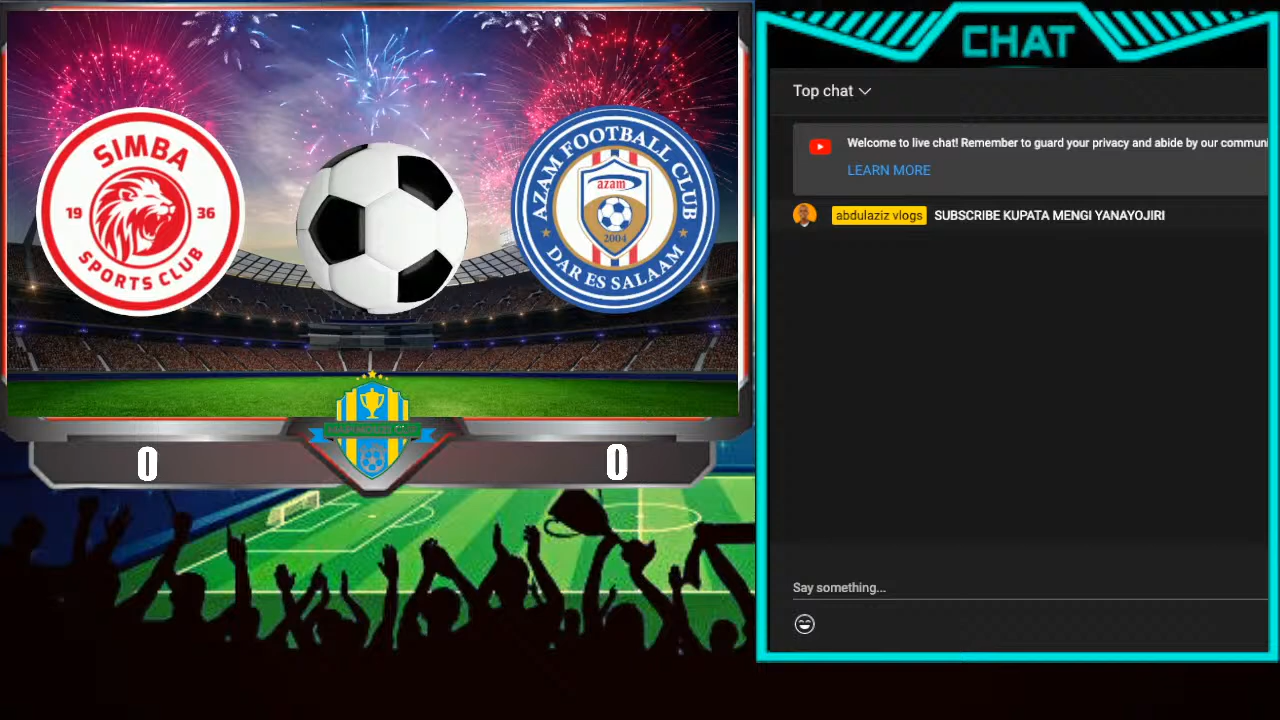 SIMBA
19 36
SPORTS CLUB
AZAM FOOTBALL CLUB
azam
2004
DAR ES SALAAM
0
0
CHAT
Top chat
Welcome to live chat! Remember to guard your privacy and abide by our communi
LEARN MORE
abdulaziz vlogs SUBSCRIBE KUPATA MENGI YANAYOJIRI
Say something...